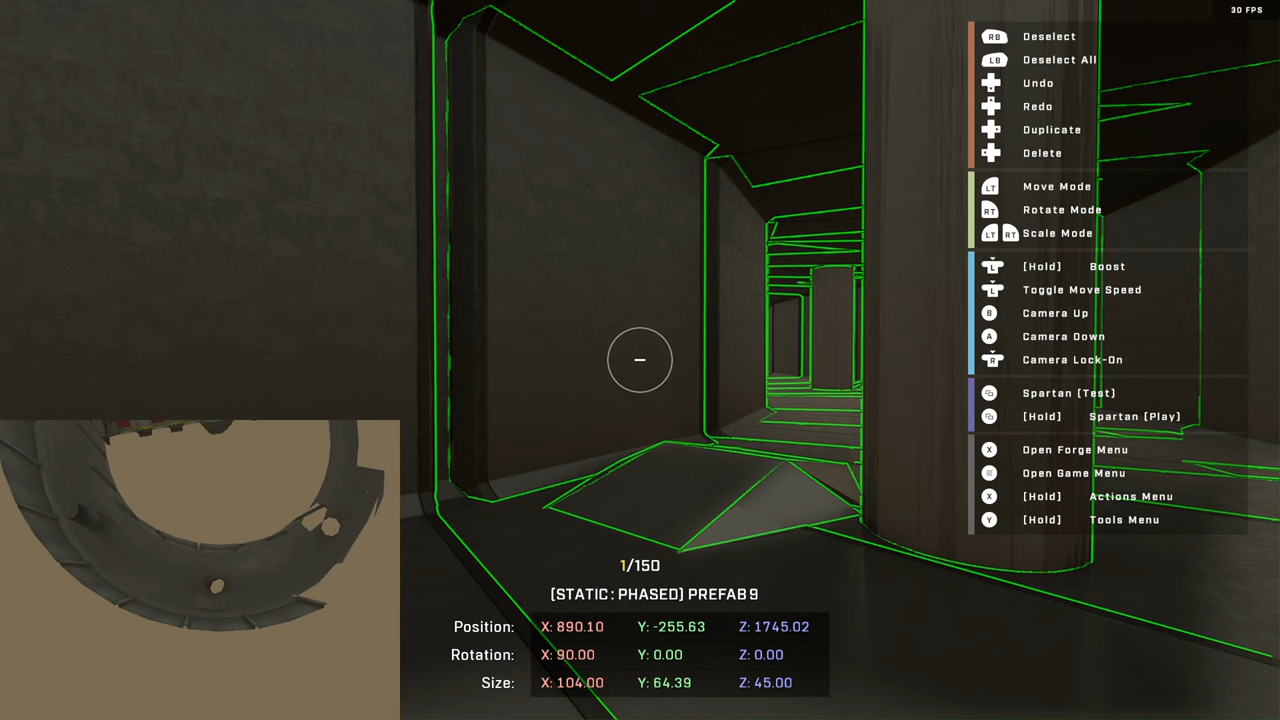 30 FPS
RB Deselect
LB Deselect All
Undo
Redo
Duplicate
Delete
LT Move Mode
RT Rotate Mode
LT RT Scale Mode
L [Hold] Boost
L Toggle Move Speed
B Camera Up
A Camera Down
R Camera Lock-On
Spartan (Test)
[Hold] Spartan (Play)
X Open Forge Menu
Open Game Menu
X [Hold] Actions Menu
Y [Hold] Tools Menu
1/150
[STATIC : PHASED] PREFAB 9
Position: X: 890.10 Y: -255.63 Z: 1745.02
Rotation: X: 90.00 Y: 0.00 Z: 0.00
Size: X: 104.00 Y: 64.39 Z: 45.00